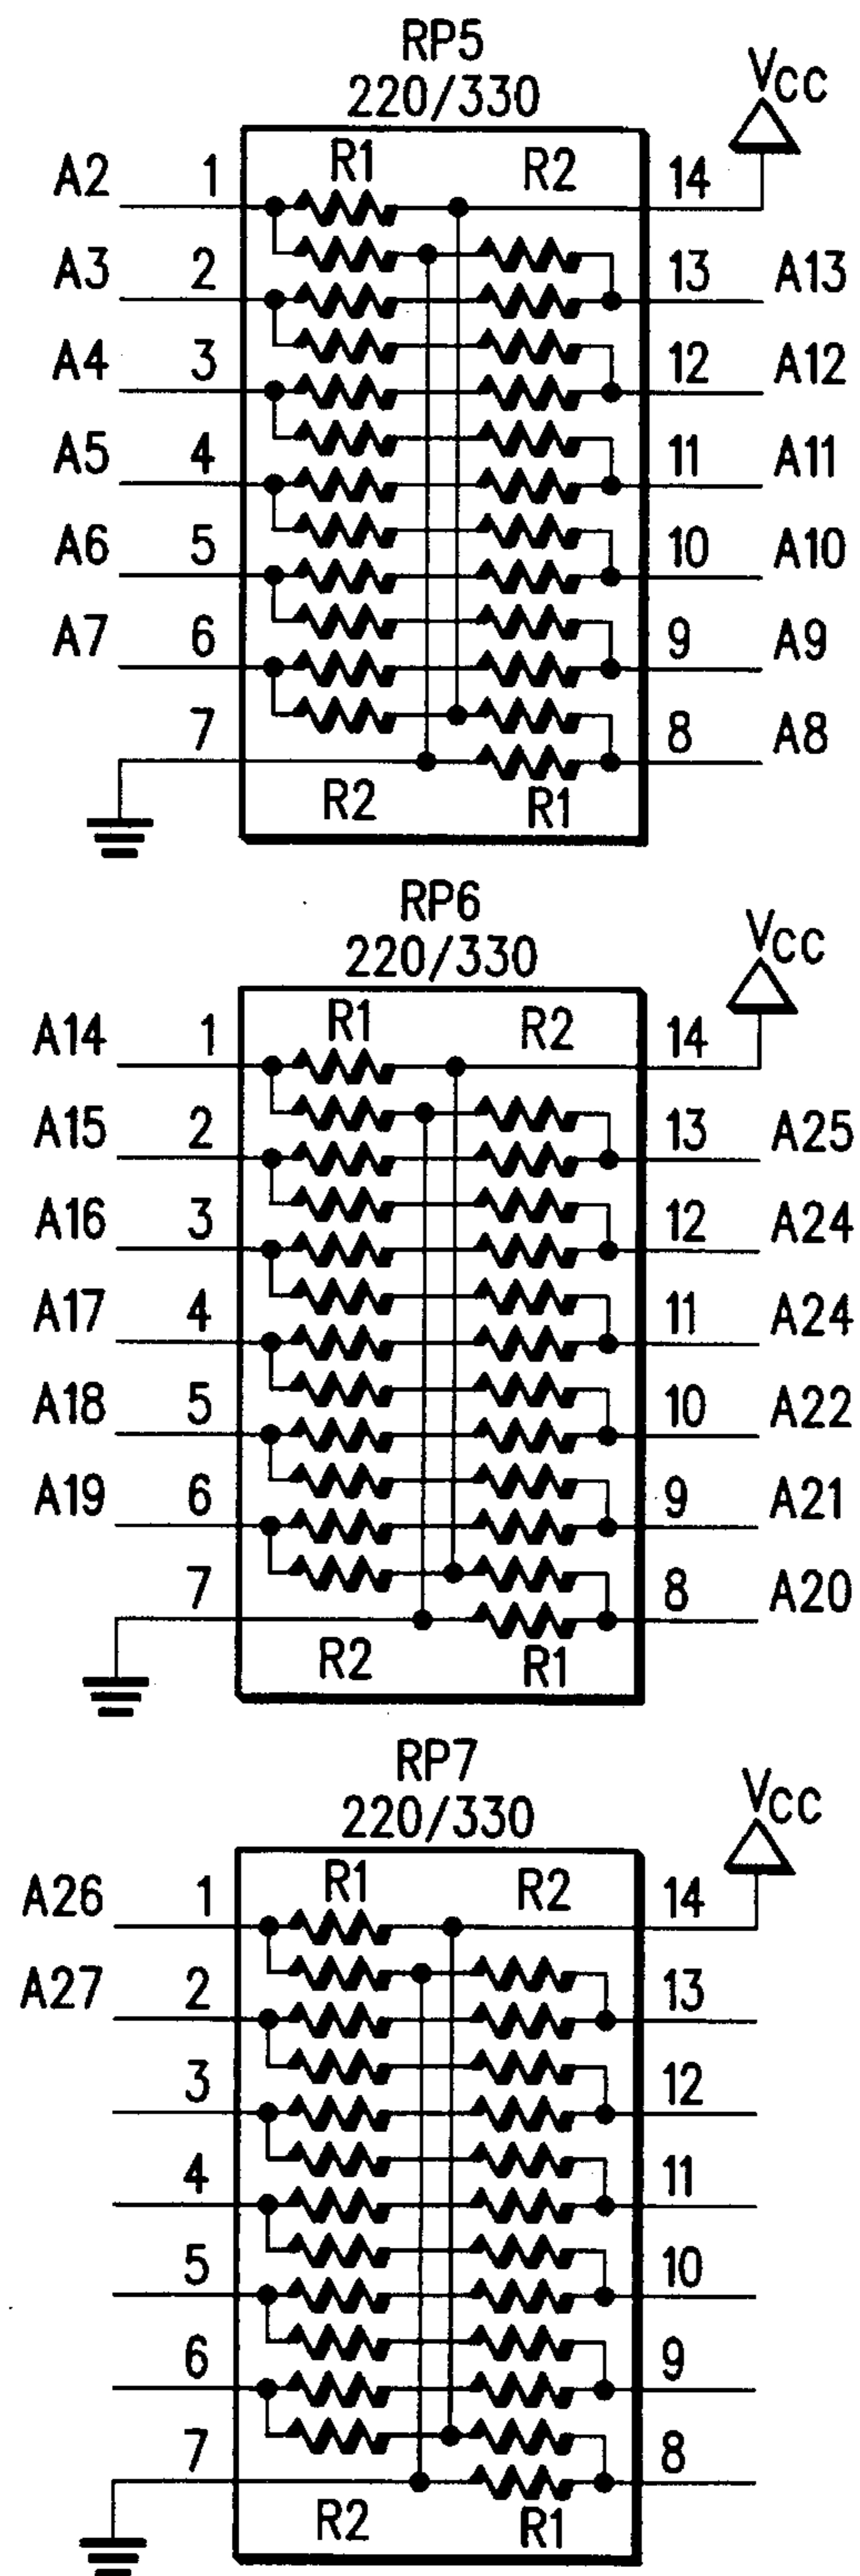 RP5
220/330
VCC
R1 R2
A2 1 14
A3 2 13 A13
A4 3 12 A12
A5 4 11 A11
A6 5 10 A10
A7 6 9 A9
7 8 A8
R2 R1
RP6
220/330
VCC
R1 R2
A14 1 14
A15 2 13 A25
A16 3 12 A24
A17 4 11 A24
A18 5 10 A22
A19 6 9 A21
7 8 A20
R2 R1
RP7
220/330
VCC
R1 R2
A26 1 14
A27 2 13
3 12
4 11
5 10
6 9
7 8
R2 R1